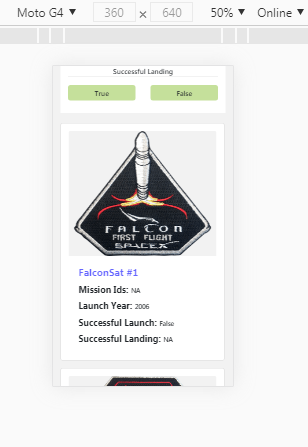 Moto G4 ▼ 360 × 640 50% ▼ Online ▼
Successful Landing
True False
FALCON
FIRST FLIGHT
SPACEX
FalconSat #1
Mission Ids: NA
Launch Year: 2006
Successful Launch: False
Successful Landing: NA